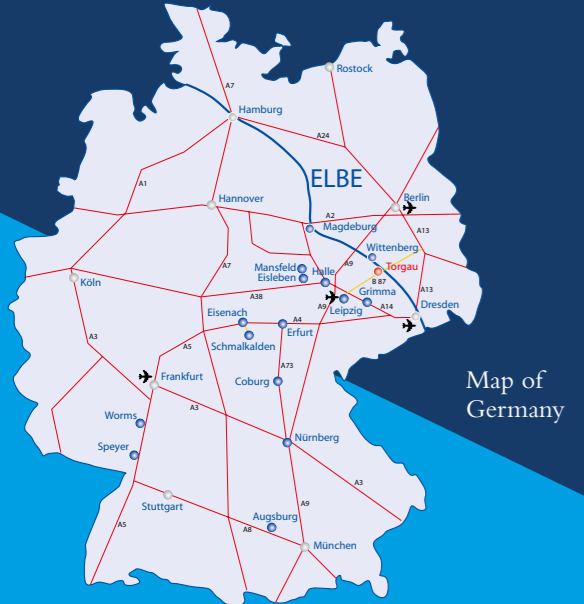 Rostock
A7
Hamburg
A24
ELBE
A1
Hannover
Berlin
A2
Magdeburg
A13
Wittenberg
A7
A9
Mansfeld
Torgau
Eisleben
Halle
B 87
Köln
Grimma
A13
A38
Leipzig
A9
A14
Dresden
Eisenach
A4
Erfurt
A3
A5
Schmalkalden
A73
Frankfurt
Coburg
Map of
Germany
A3
Worms
Nürnberg
Speyer
A3
Stuttgart
A9
Augsburg
A5
A8
München